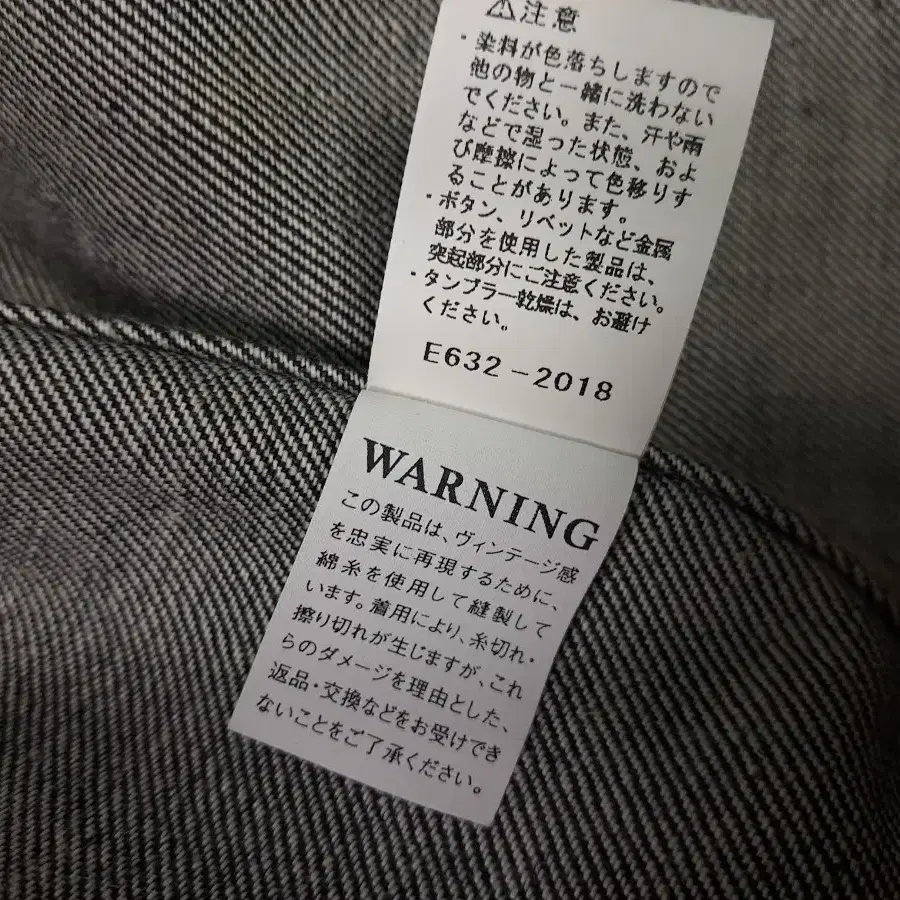 ⚠注意
・染料が色落ちしますので
他の物と一緒に洗わない
でください。また、汗や雨
などで湿った状態、およ
び摩擦によって色移りす
ることがあります。
・ボタン、リベットなど金属
部分を使用した製品は、
突起部分にご注意ください。
・タンブラー乾燥は、お避け
ください。
E632-2018
WARNING
この製品は、ヴィンテージ感
を忠実に再現するために、
綿糸を使用して縫製して
います。着用により、糸切れ・
擦り切れが生じますが、これ
らのダメージを理由とした、
返品・交換などをお受けでき
ないことをご了承ください。